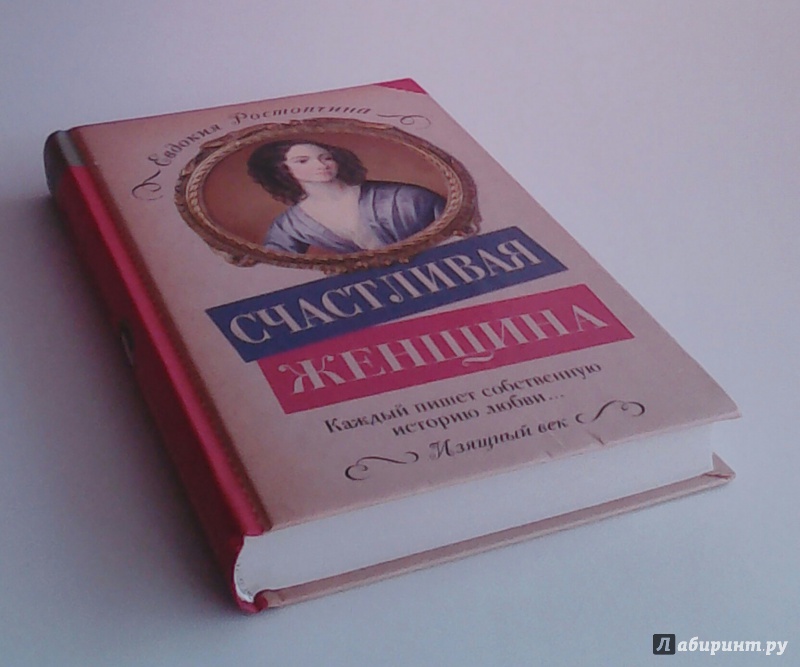 Евдокия Ростопчина
СЧАСТЛИВАЯ
ЖЕНЩИНА
Каждый пишет собственную
историю любви...
Изящный век
Лабиринт.ру